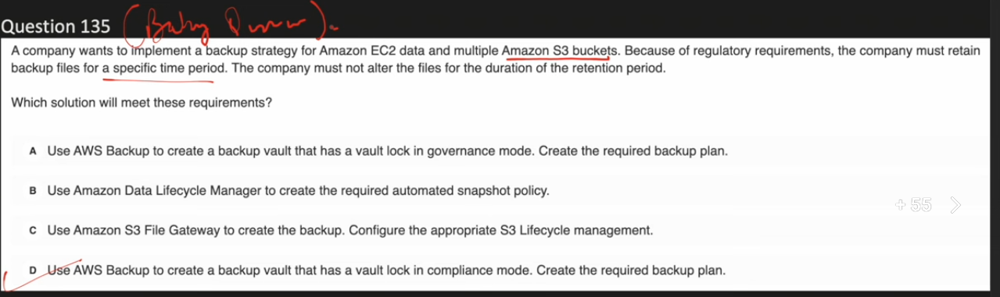 Question 135
A company wants to implement a backup strategy for Amazon EC2 data and multiple Amazon S3 buckets. Because of regulatory requirements, the company must retain
backup files for a specific time period. The company must not alter the files for the duration of the retention period.
Which solution will meet these requirements?
A Use AWS Backup to create a backup vault that has a vault lock in governance mode. Create the required backup plan.
B Use Amazon Data Lifecycle Manager to create the required automated snapshot policy.
+ 55
C Use Amazon S3 File Gateway to create the backup. Configure the appropriate S3 Lifecycle management.
D Use AWS Backup to create a backup vault that has a vault lock in compliance mode. Create the required backup plan.